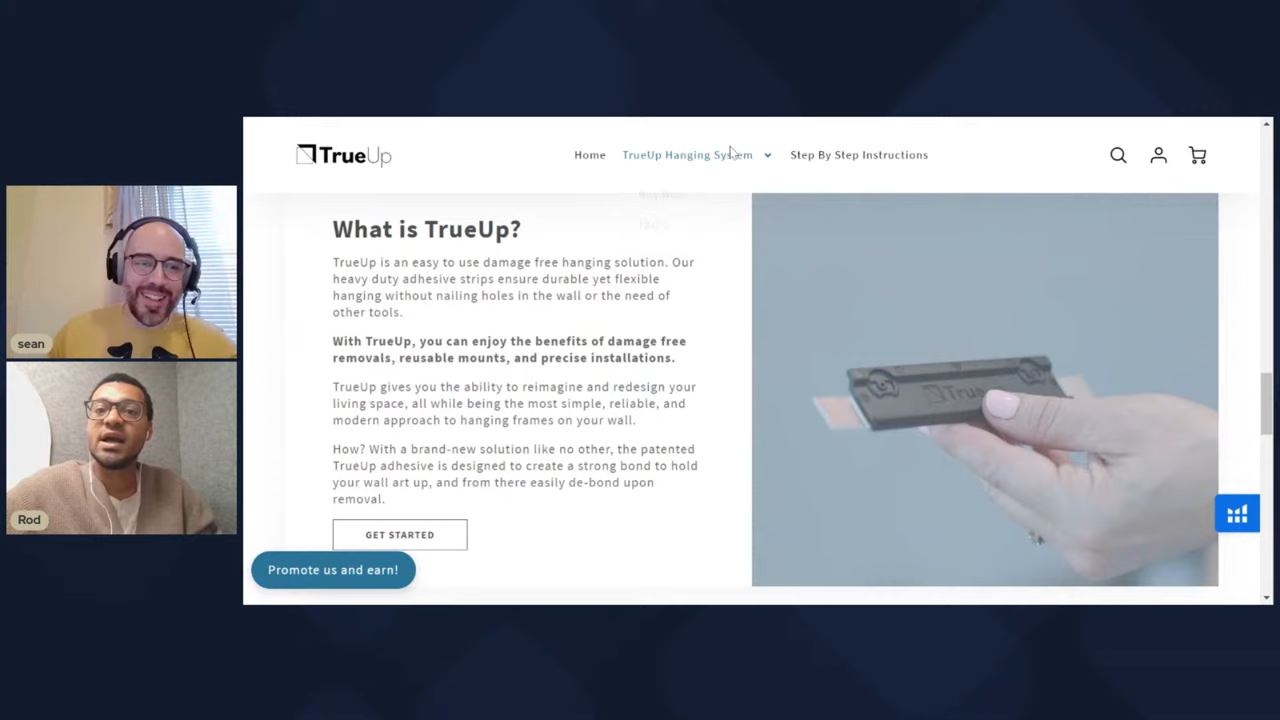 TrueUp
Home
TrueUp Hanging System
Step By Step Instructions
What is TrueUp?
TrueUp is an easy to use damage free hanging solution. Our
heavy duty adhesive strips ensure durable yet flexible
hanging without nailing holes in the wall or the need of
other tools.
With TrueUp, you can enjoy the benefits of damage free
removals, reusable mounts, and precise installations.
TrueUp gives you the ability to reimagine and redesign your
living space, all while being the most simple, reliable, and
modern approach to hanging frames on your wall.
How? With a brand-new solution like no other, the patented
TrueUp adhesive is designed to create a strong bond to hold
your wall art up, and from there easily de-bond upon
removal.
GET STARTED
Promote us and earn!
sean
Rod